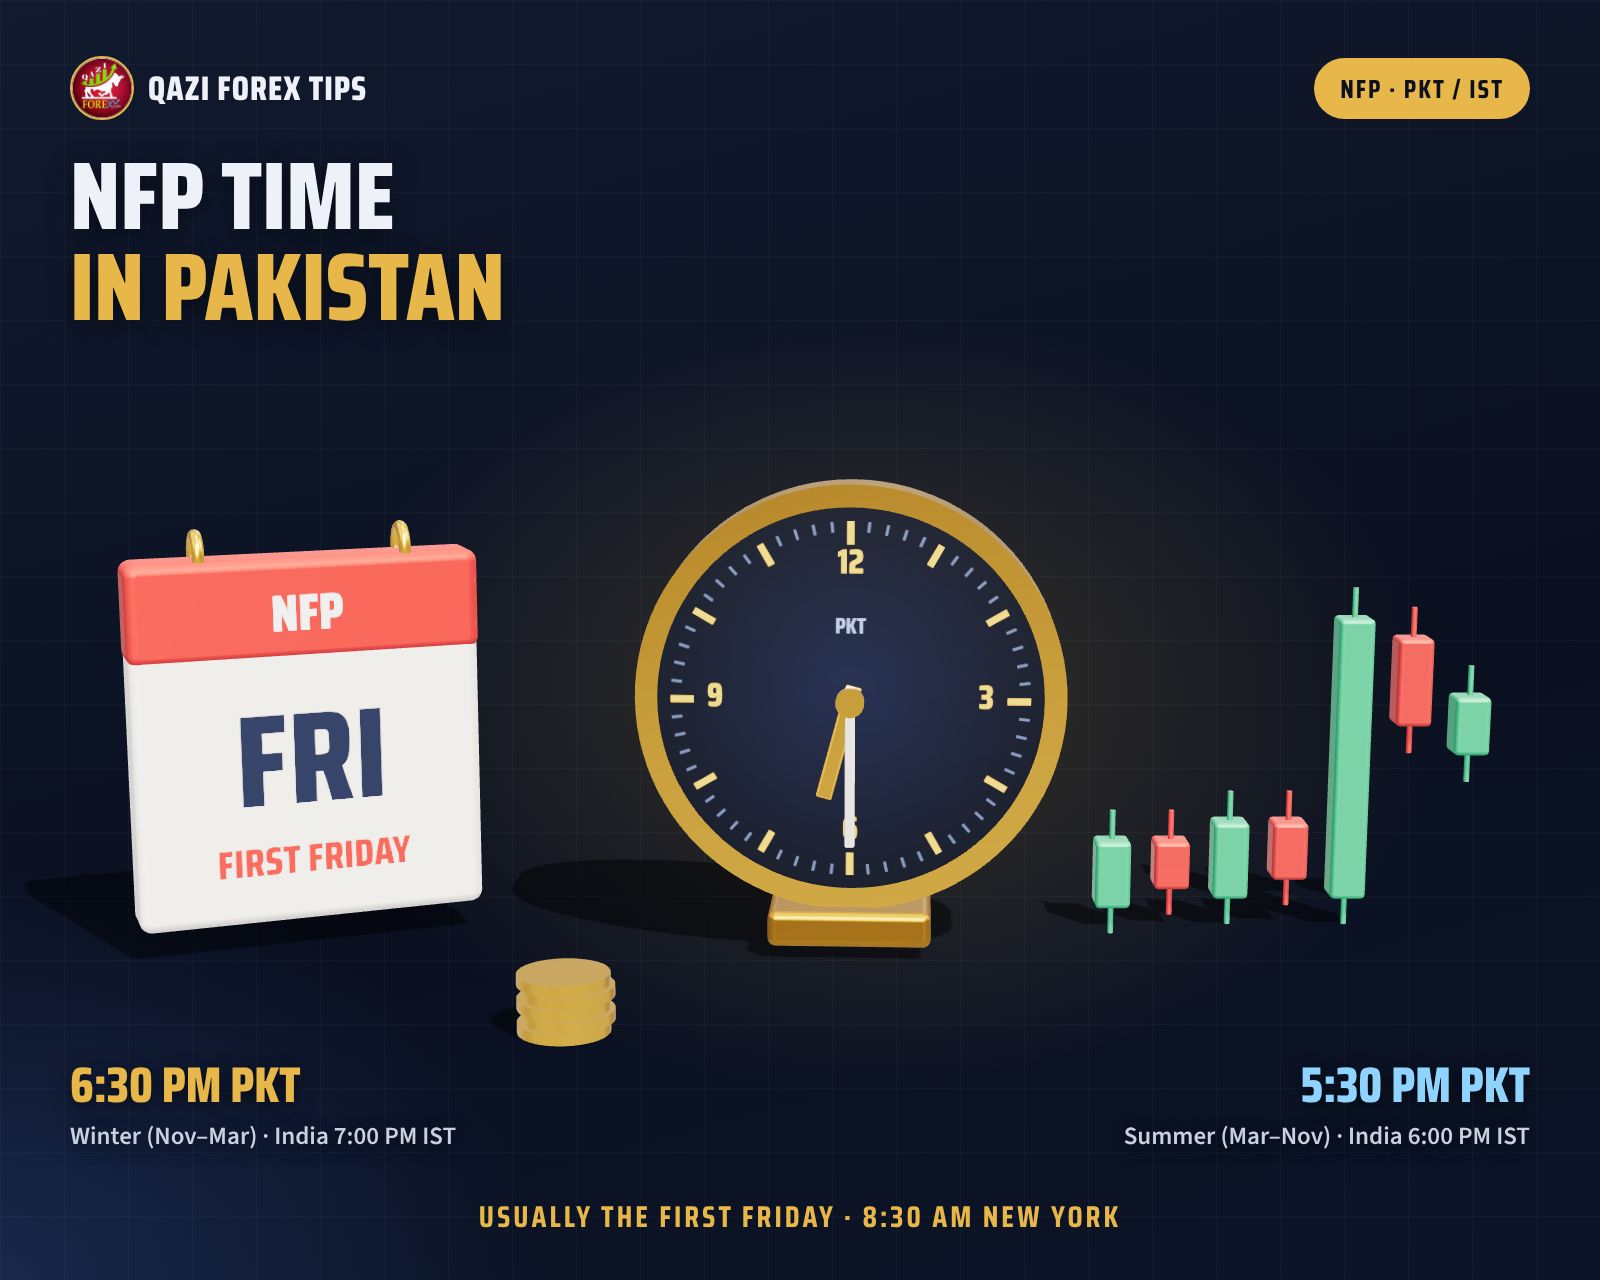 QAZI FOREX TIPS
NFP · PKT / IST
NFP TIME
IN PAKISTAN
NFP
FRI
FIRST FRIDAY
12
PKT
9
3
6:30 PM PKT
Winter (Nov–Mar) · India 7:00 PM IST
5:30 PM PKT
Summer (Mar–Nov) · India 6:00 PM IST
USUALLY THE FIRST FRIDAY · 8:30 AM NEW YORK